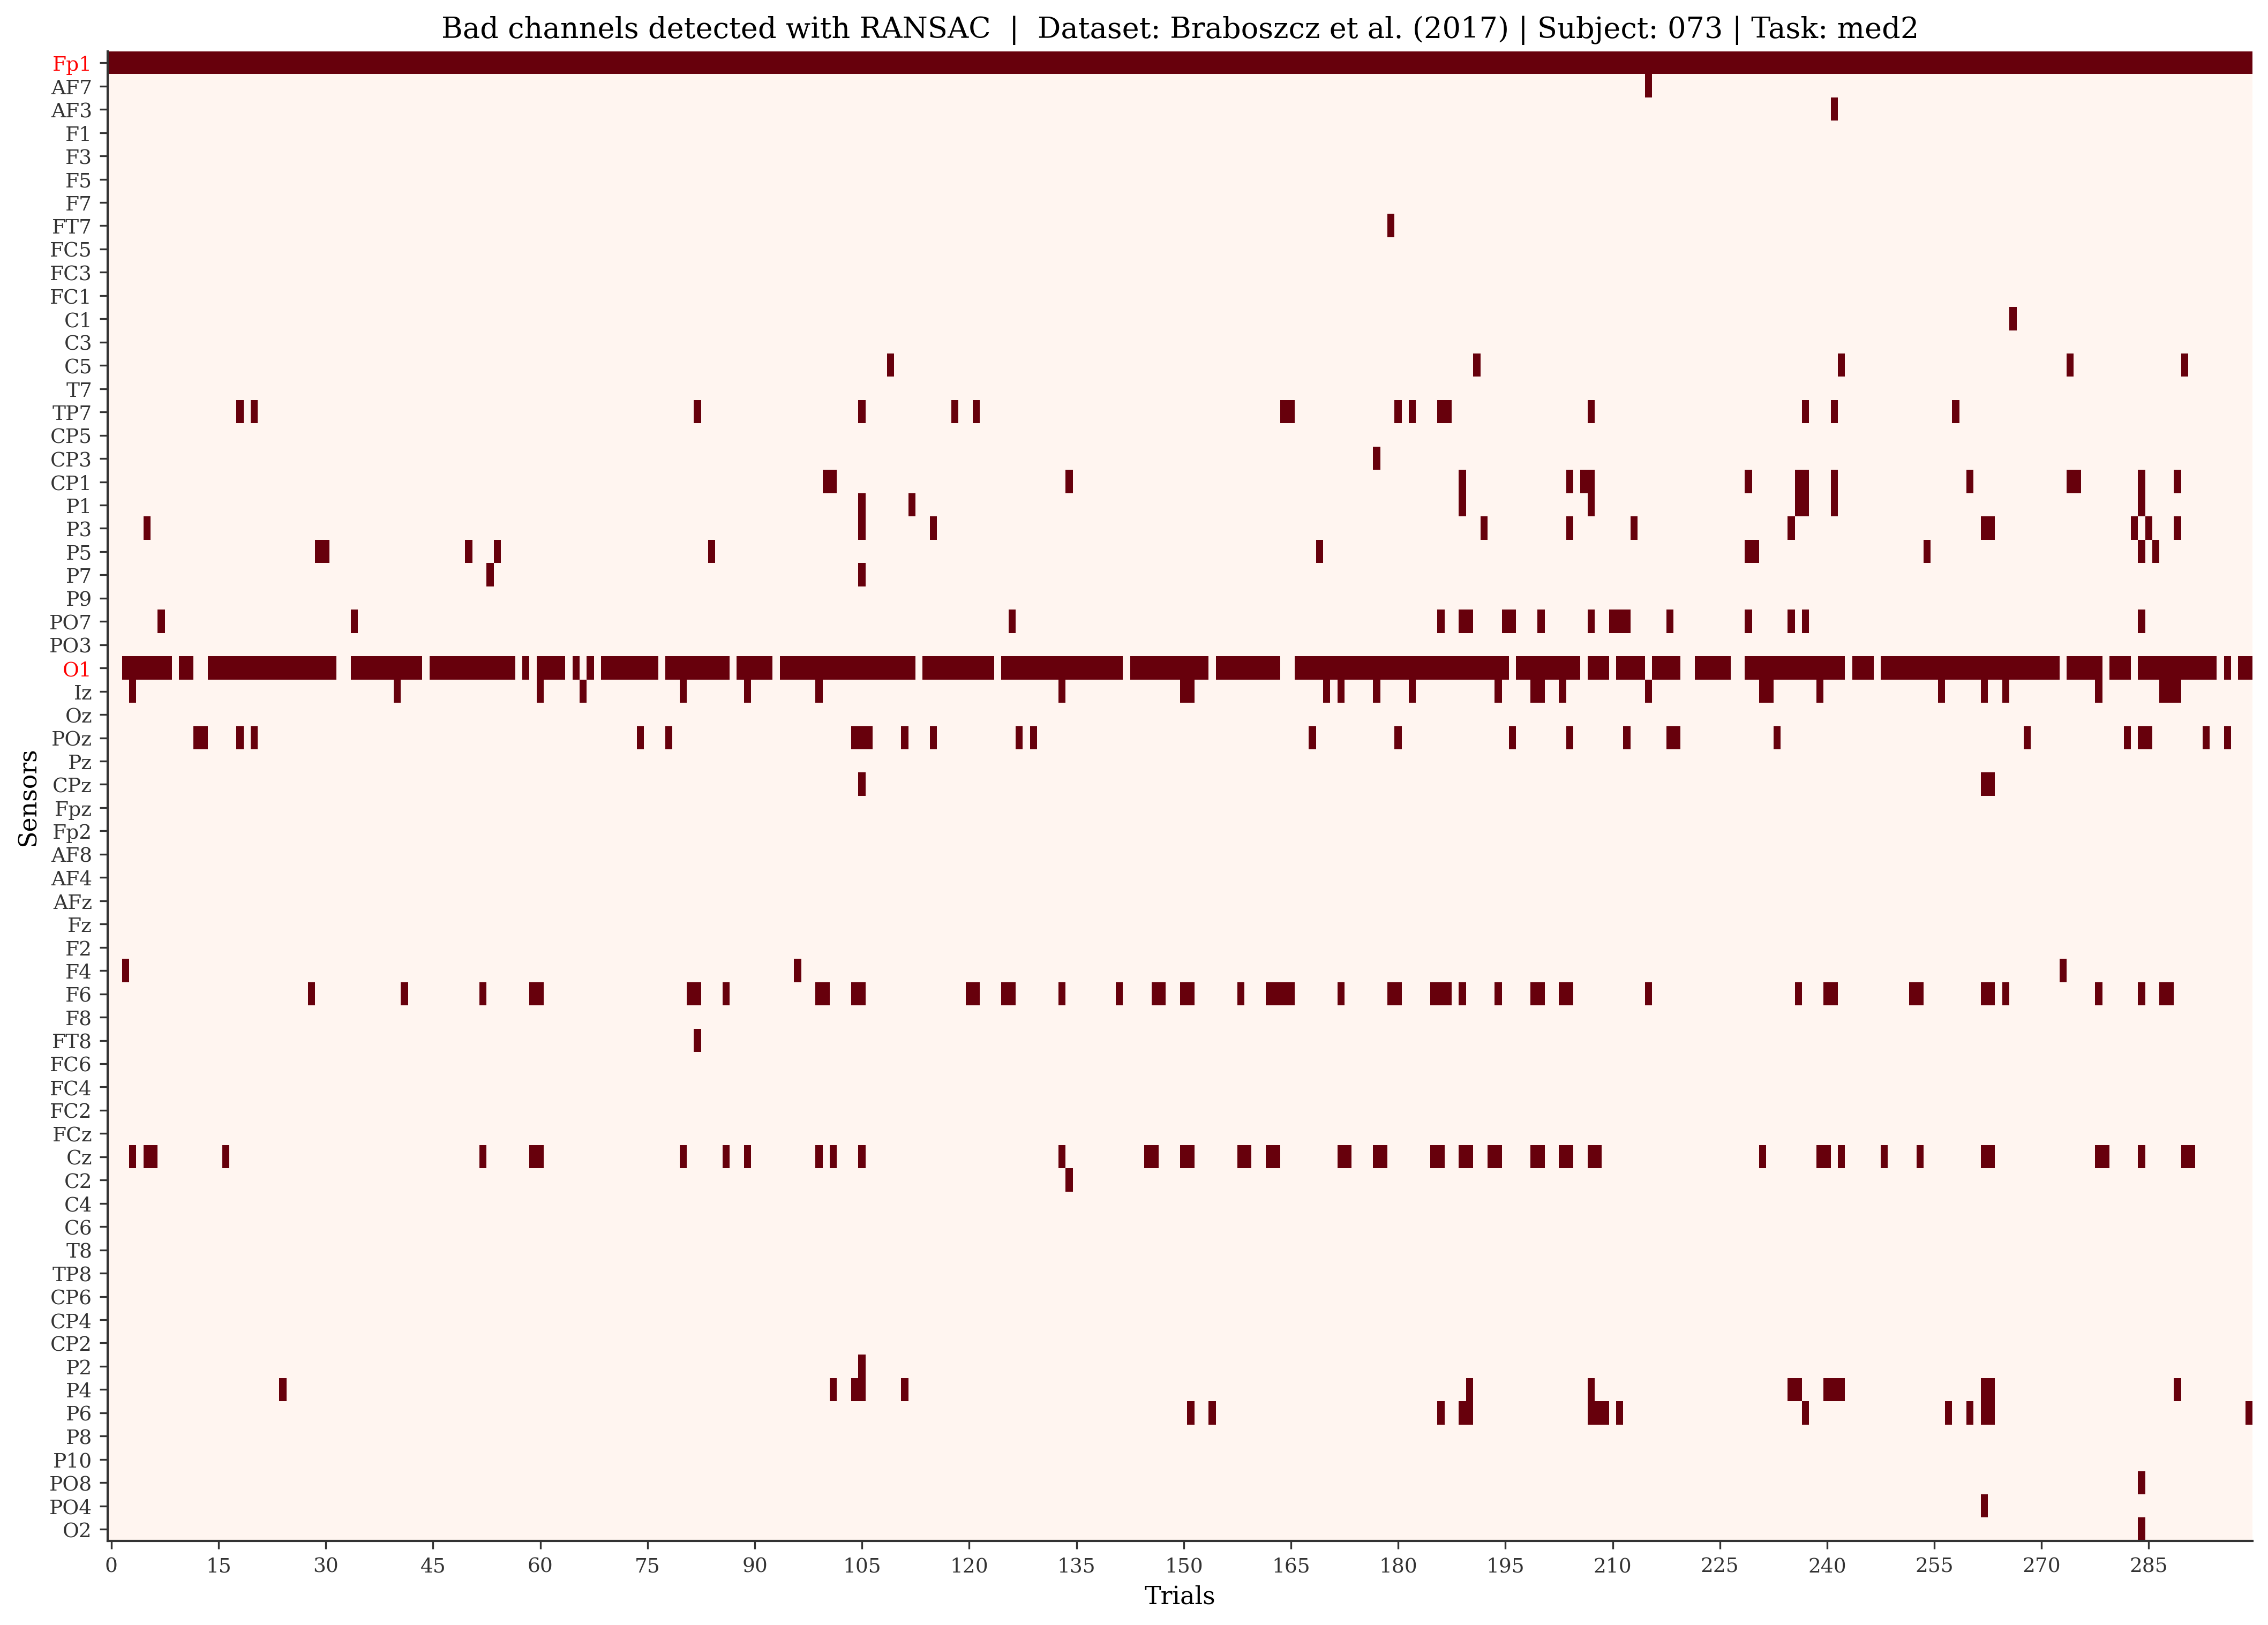 Bad channels detected with RANSAC | Dataset: Braboszcz et al. (2017) | Subject: 073 | Task: med2
Sensors
Fp1
AF7
AF3
F1
F3
F5
F7
FT7
FC5
FC3
FC1
C1
C3
C5
T7
TP7
CP5
CP3
CP1
P1
P3
P5
P7
P9
PO7
PO3
O1
Iz
Oz
POz
Pz
CPz
Fpz
Fp2
AF8
AF4
AFz
Fz
F2
F4
F6
F8
FT8
FC6
FC4
FC2
FCz
Cz
C2
C4
C6
T8
TP8
CP6
CP4
CP2
P2
P4
P6
P8
P10
PO8
PO4
O2
0 15 30 45 60 75 90 105 120 135 150 165 180 195 210 225 240 255 270 285
Trials